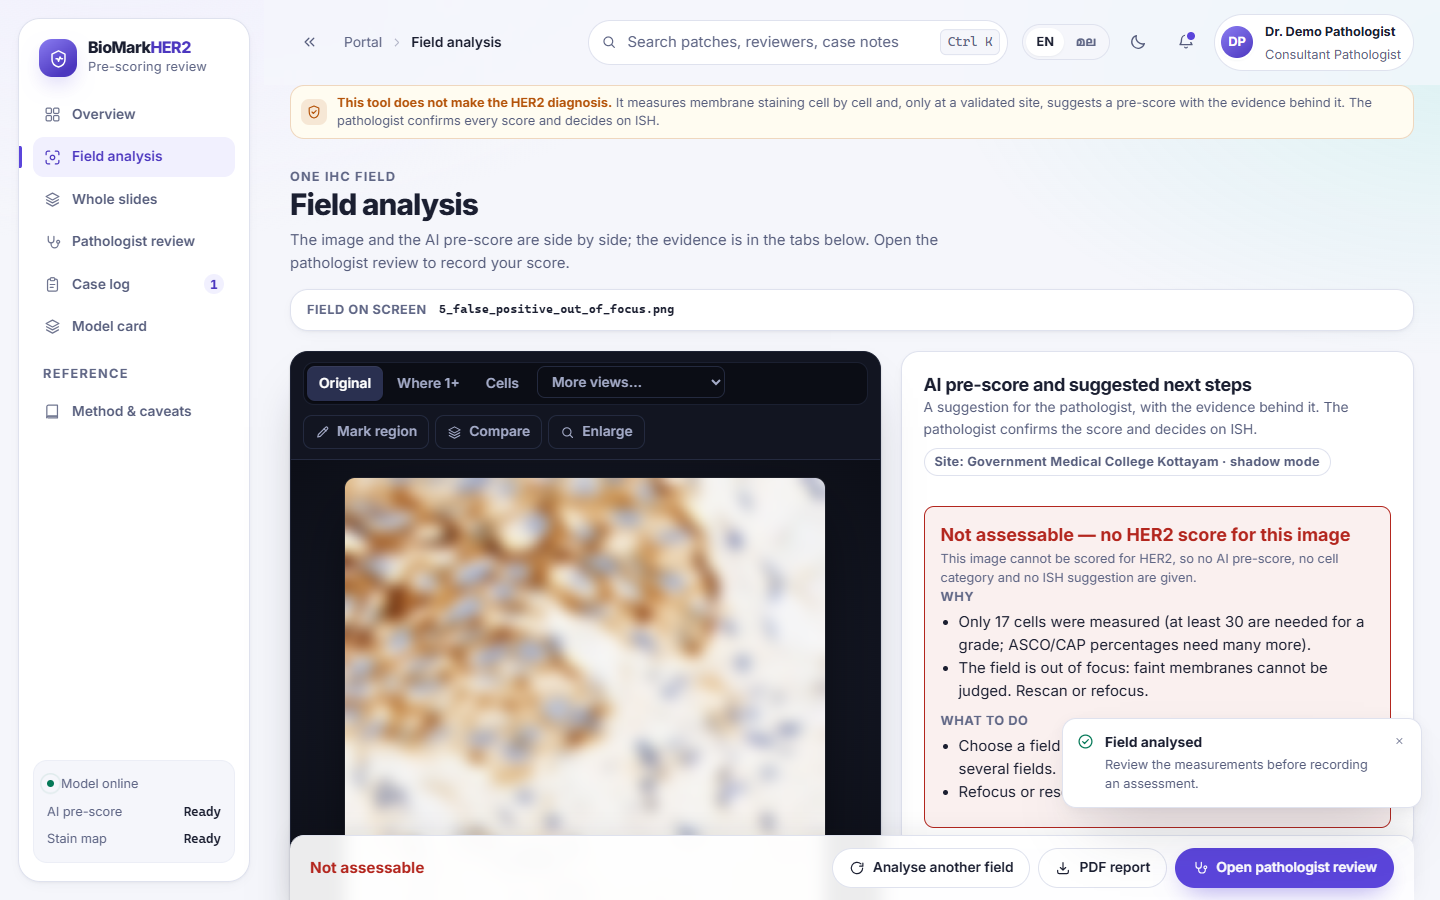 BioMarkHER2
Pre-scoring review
Overview
Field analysis
Whole slides
Pathologist review
Case log 1
Model card
REFERENCE
Method & caveats
Model online
AI pre-score Ready
Stain map Ready
Portal > Field analysis
Search patches, reviewers, case notes Ctrl K
EN മല
DP
Dr. Demo Pathologist
Consultant Pathologist
This tool does not make the HER2 diagnosis. It measures membrane staining cell by cell and, only at a validated site, suggests a pre-score with the evidence behind it. The
pathologist confirms every score and decides on ISH.
ONE IHC FIELD
Field analysis
The image and the AI pre-score are side by side; the evidence is in the tabs below. Open the
pathologist review to record your score.
FIELD ON SCREEN 5_false_positive_out_of_focus.png
Original Where 1+ Cells More views...
Mark region Compare Enlarge
AI pre-score and suggested next steps
A suggestion for the pathologist, with the evidence behind it. The
pathologist confirms the score and decides on ISH.
Site: Government Medical College Kottayam · shadow mode
Not assessable — no HER2 score for this image
This image cannot be scored for HER2, so no AI pre-score, no cell
category and no ISH suggestion are given.
WHY
• Only 17 cells were measured (at least 30 are needed for a
grade; ASCO/CAP percentages need many more).
• The field is out of focus: faint membranes cannot be
judged. Rescan or refocus.
WHAT TO DO
• Choose a field
several fields.
• Refocus or
Field analysed ×
Review the measurements before recording
an assessment.
Not assessable
Analyse another field
PDF report
Open pathologist review